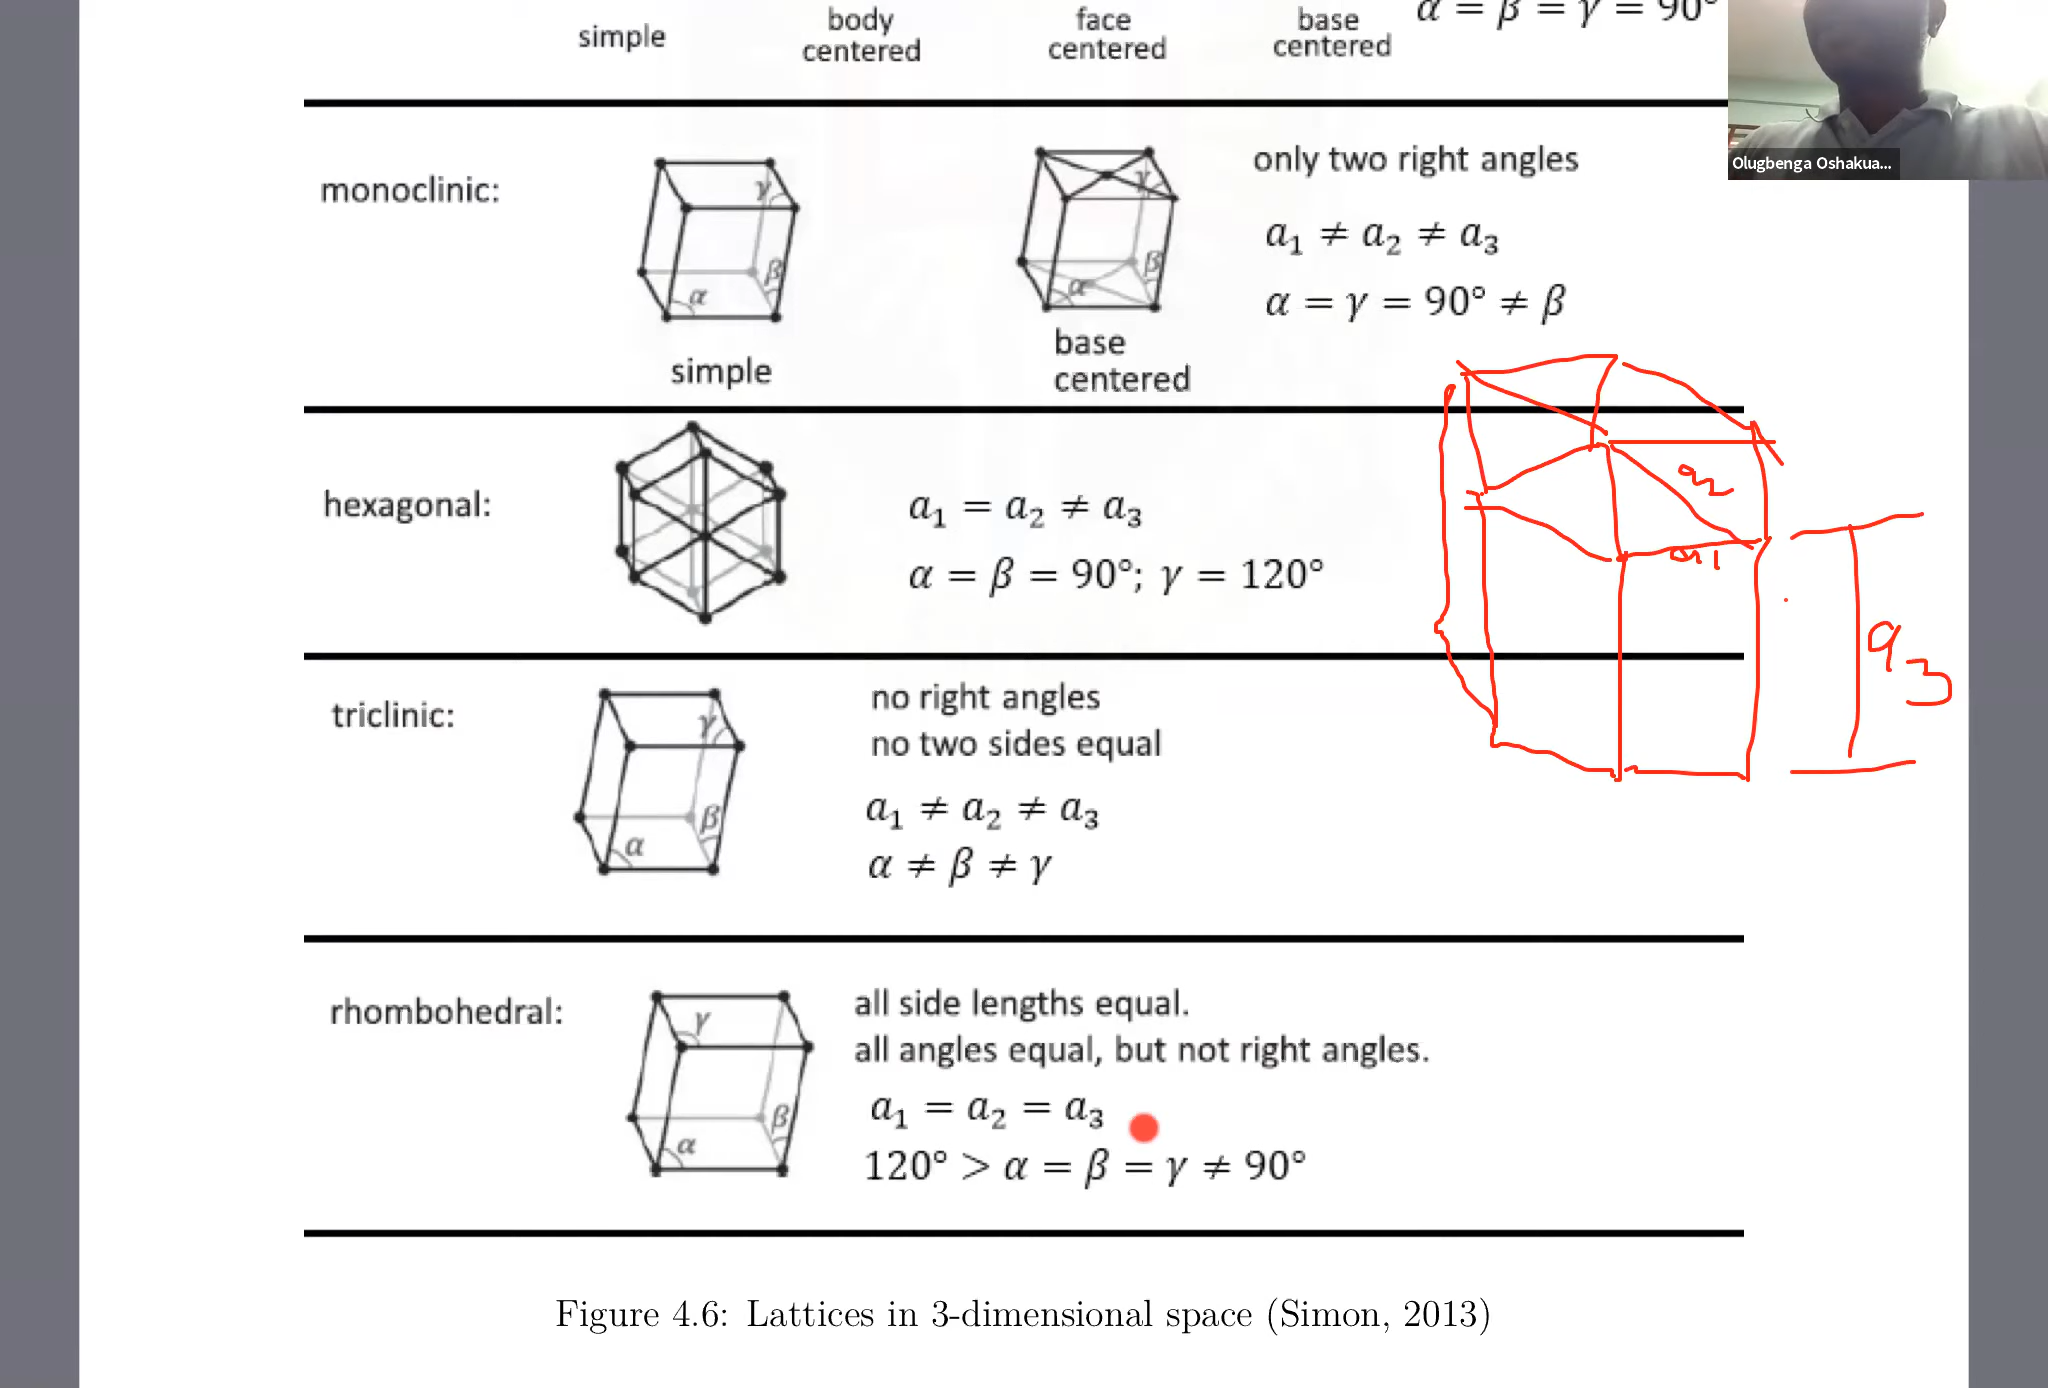 simple
body
centered
face
centered
base
centered
α = β = γ = 90°
Olugbenga Oshakua...
monoclinic:
γ
β
α
simple
γ
β
α
base
centered
only two right angles
a₁ ≠ a₂ ≠ a₃
α = γ = 90° ≠ β
hexagonal:
a₁ = a₂ ≠ a₃
α = β = 90°; γ = 120°
a2
a1
a3
triclinic:
γ
β
α
no right angles
no two sides equal
a₁ ≠ a₂ ≠ a₃
α ≠ β ≠ γ
rhombohedral:
γ
β
α
all side lengths equal.
all angles equal, but not right angles.
a₁ = a₂ = a₃
120° > α = β = γ ≠ 90°
Figure 4.6: Lattices in 3-dimensional space (Simon, 2013)